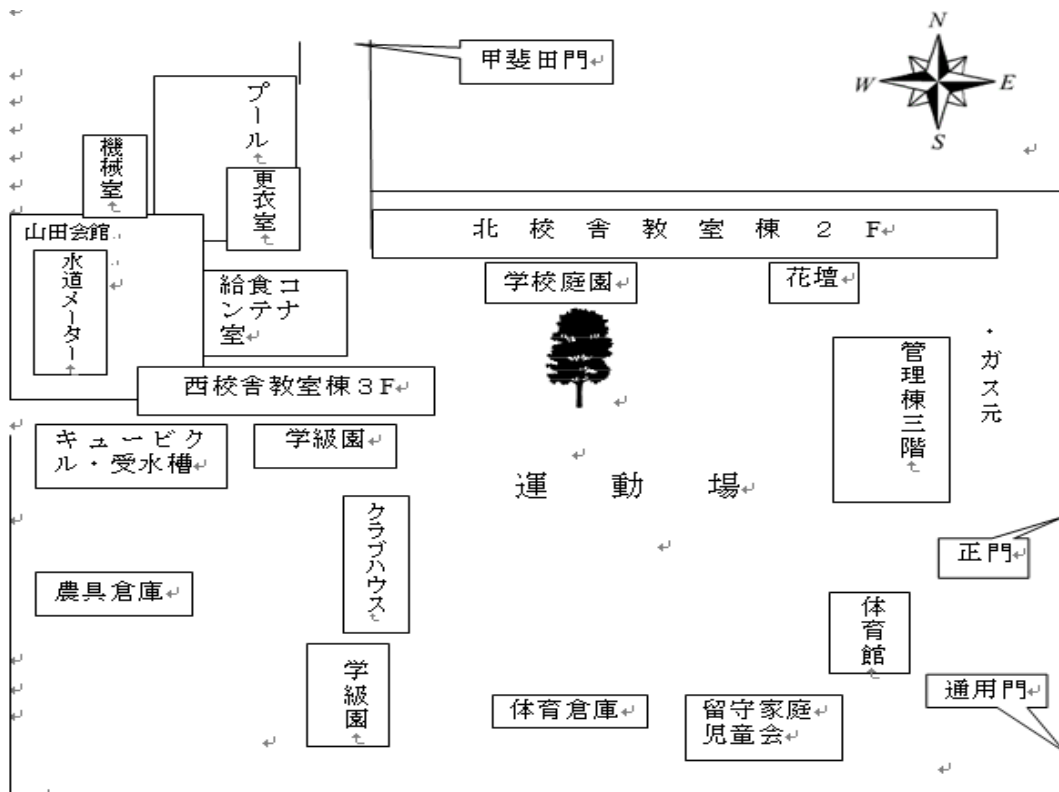 甲斐田門
N
W
E
S
プール
機械室
更衣室
山田会館
水道メーター
北校舎教室棟２F
給食コ
ンテナ
室
学校庭園
花壇
・ガス元
管理棟三階
西校舎教室棟３F
キュービク
ル・受水槽
学級園
運動場
クラブハウス
正門
農具倉庫
体育館
学級園
通用門
体育倉庫
留守家庭
児童会